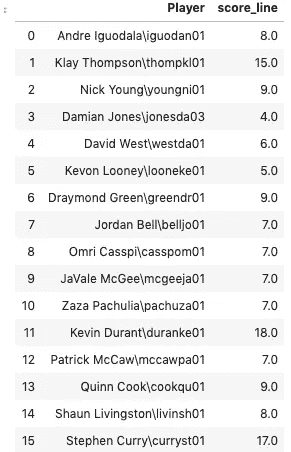 :
Player score_line
0 Andre Iguodala\iguodan01 8.0
1 Klay Thompson\thompkl01 15.0
2 Nick Young\youngni01 9.0
3 Damian Jones\jonesda03 4.0
4 David West\westda01 6.0
5 Kevon Looney\looneke01 5.0
6 Draymond Green\greendr01 9.0
7 Jordan Bell\belljo01 7.0
8 Omri Casspi\casspom01 7.0
9 JaVale McGee\mcgeeja01 7.0
10 Zaza Pachulia\pachuza01 7.0
11 Kevin Durant\duranke01 18.0
12 Patrick McCaw\mccawpa01 7.0
13 Quinn Cook\cookqu01 9.0
14 Shaun Livingston\livinsh01 8.0
15 Stephen Curry\curryst01 17.0